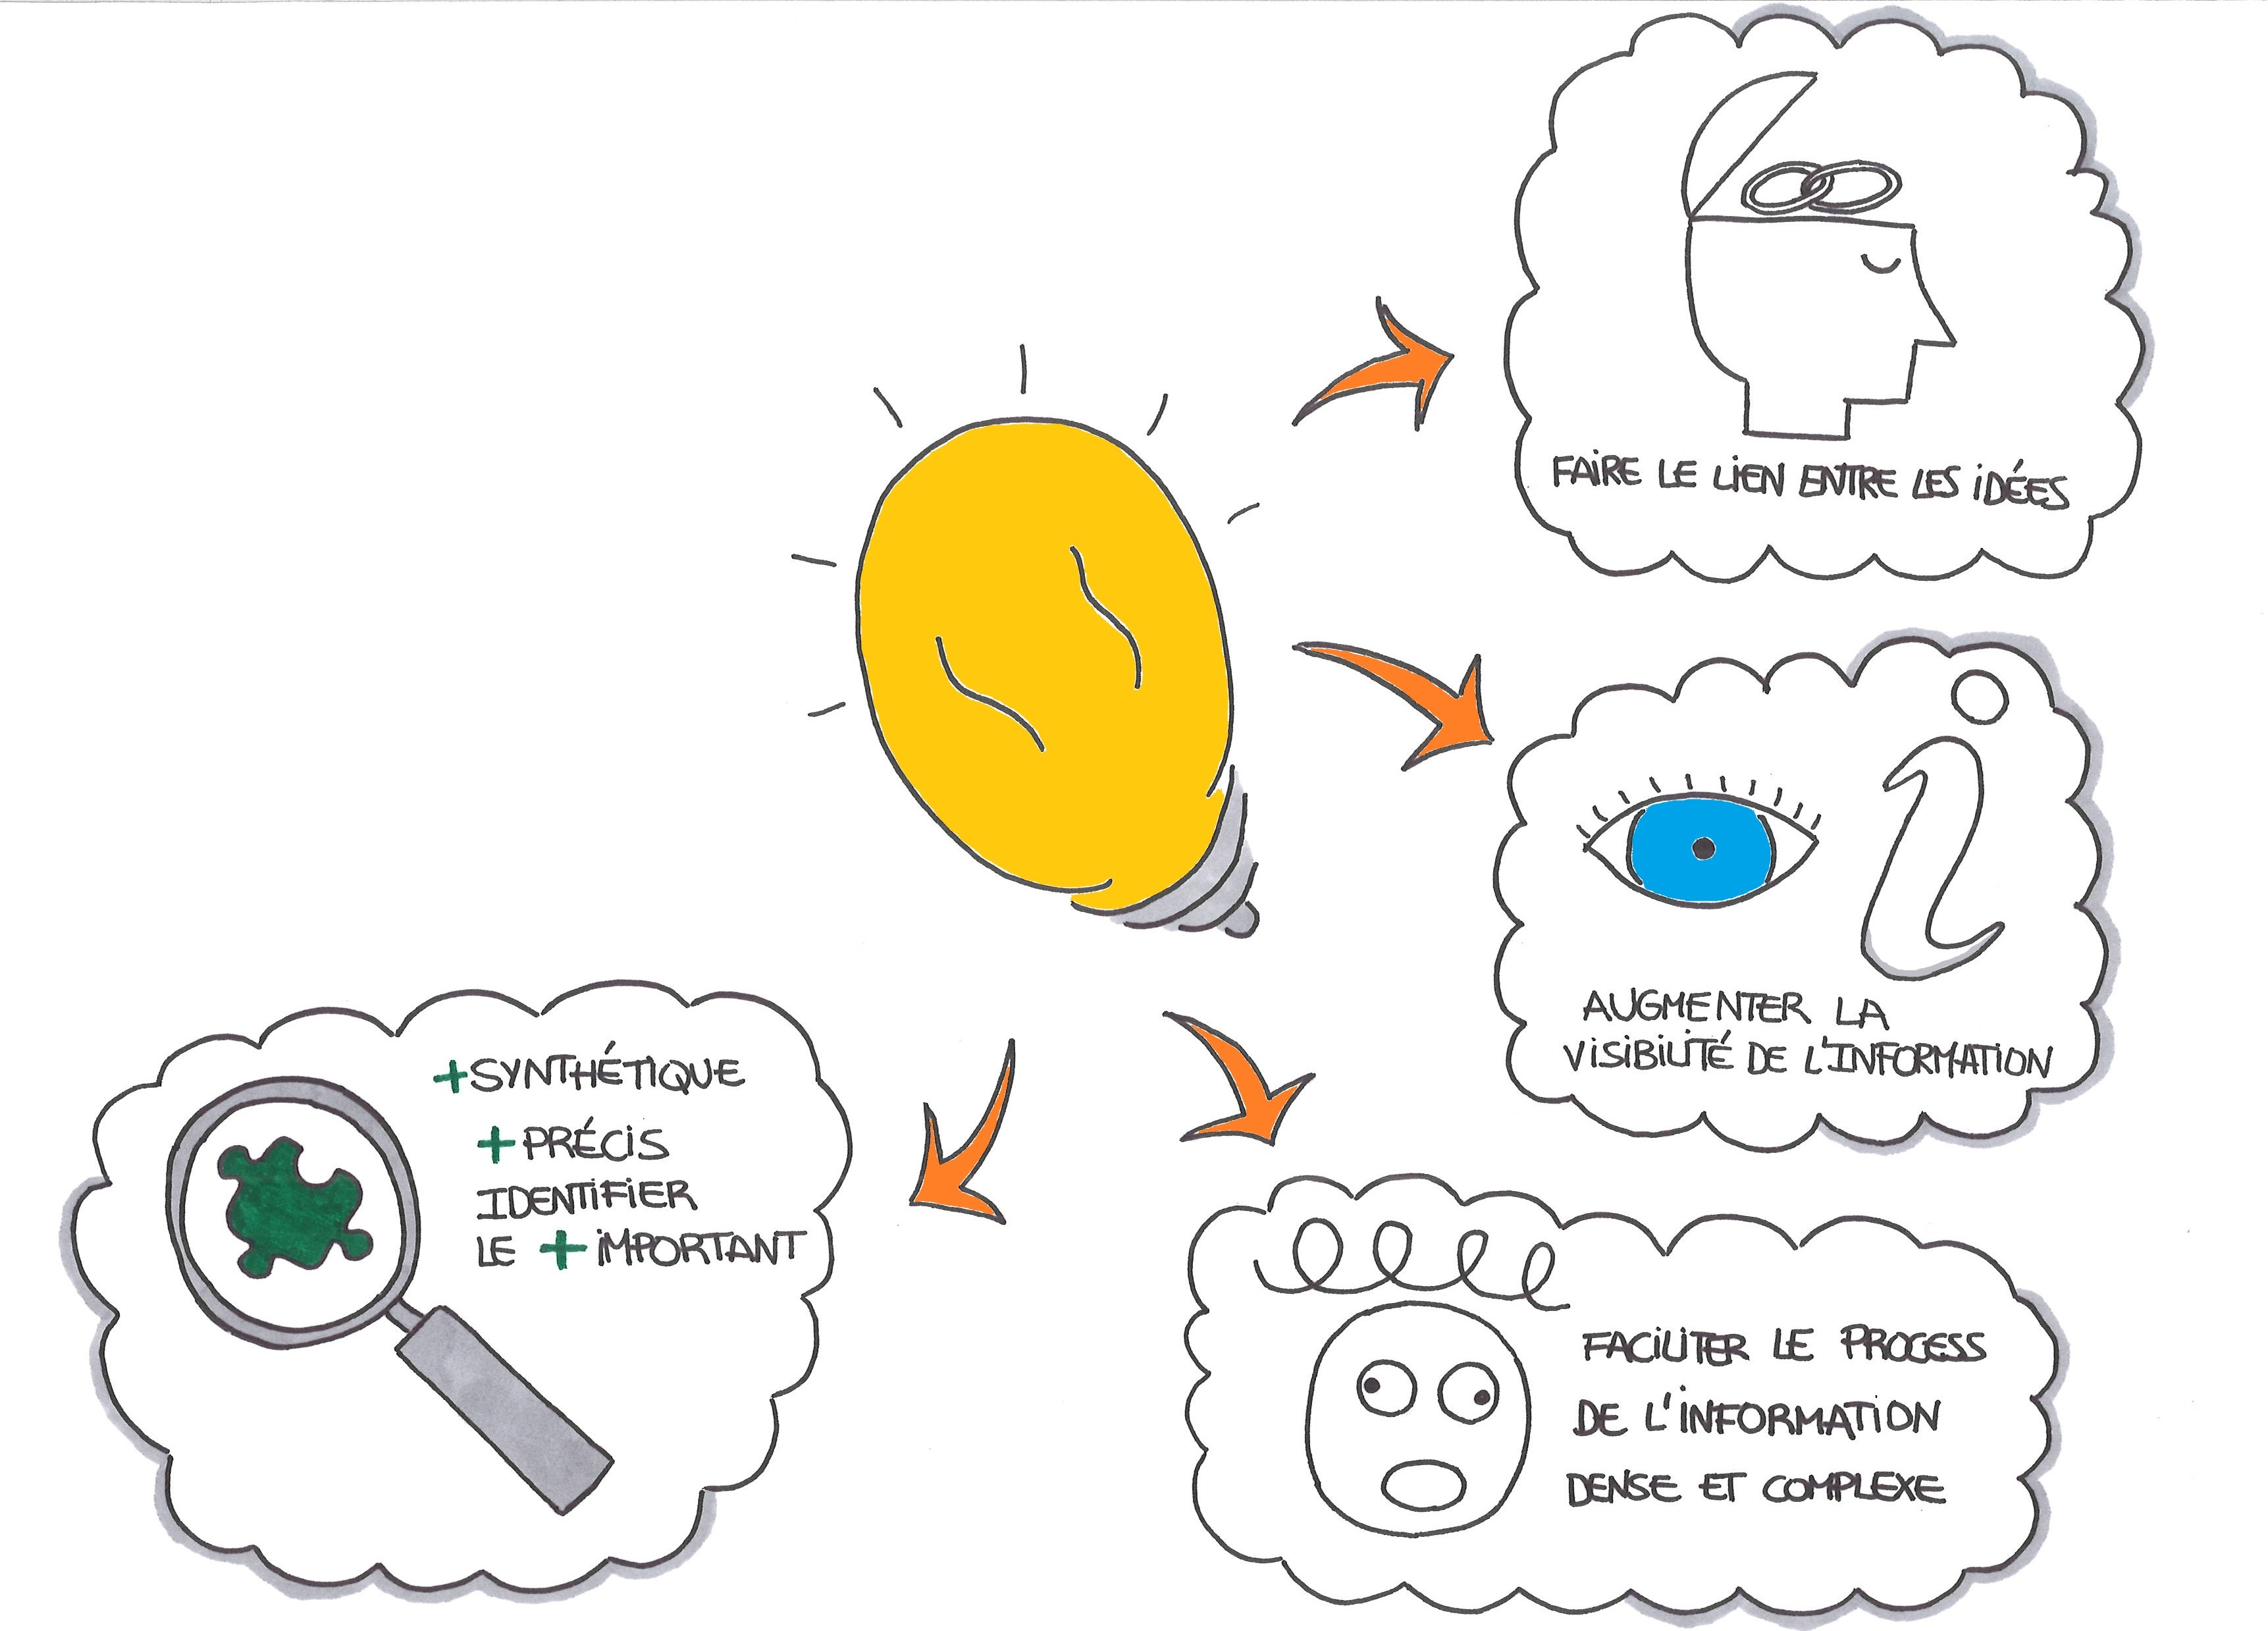 FAIRE LE LIEN ENTRE LES IDÉES
AUGMENTER LA
VISIBILITÉ DE L'INFORMATION
+SYNTHÉTIQUE
+PRÉCIS
IDENTIFIER
LE +IMPORTANT
FACILITER LE PROCESS
DE L'INFORMATION
DENSE ET COMPLEXE